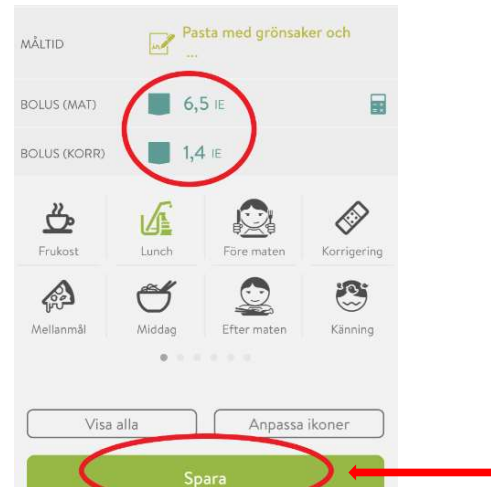 Pasta med grönsaker och
MÅLTID
...
BOLUS (MAT) 6,5 IE
BOLUS (KORR) 1,4 IE
Frukost Lunch Före maten Korrigering
Mellanmål Middag Efter maten Känning
Visa alla Anpassa ikoner
Spara